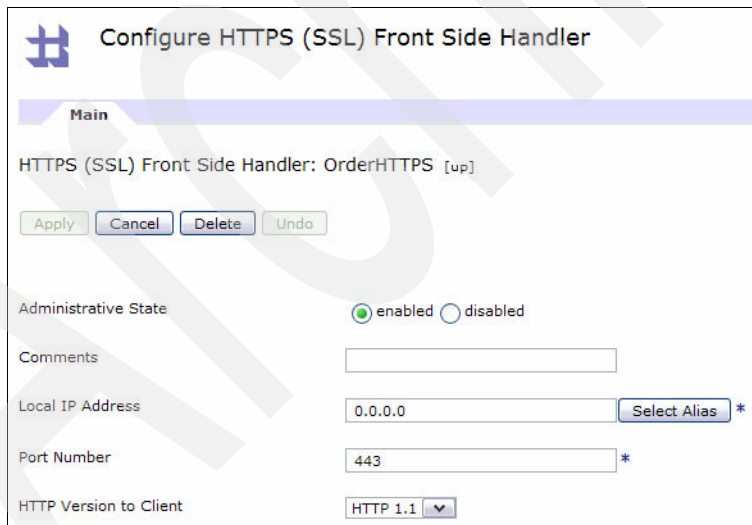 Configure HTTPS (SSL) Front Side Handler
Main
HTTPS (SSL) Front Side Handler: OrderHTTPS [up]
Apply Cancel Delete Undo
Administrative State enabled disabled
Comments
Local IP Address 0.0.0.0 Select Alias *
Port Number 443 *
HTTP Version to Client HTTP 1.1